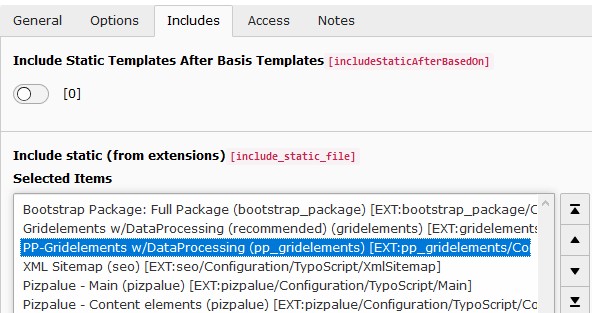 General Options Includes Access Notes
Include Static Templates After Basis Templates [includeStaticAfterBasedOn]
[0]
Include static (from extensions) [include_static_file]
Selected Items
Bootstrap Package: Full Package (bootstrap_package) [EXT:bootstrap_package/C
Gridelements w/DataProcessing (recommended) (gridelements) [EXT:gridelements
PP-Gridelements w/DataProcessing (pp_gridelements) [EXT:pp_gridelements/Co
XML Sitemap (seo) [EXT:seo/Configuration/TypoScript/XmlSitemap]
Pizpalue - Main (pizpalue) [EXT:pizpalue/Configuration/TypoScript/Main]
Pizpalue - Content elements (pizpalue) [EXT:pizpalue/Configuration/TypoScript/Co